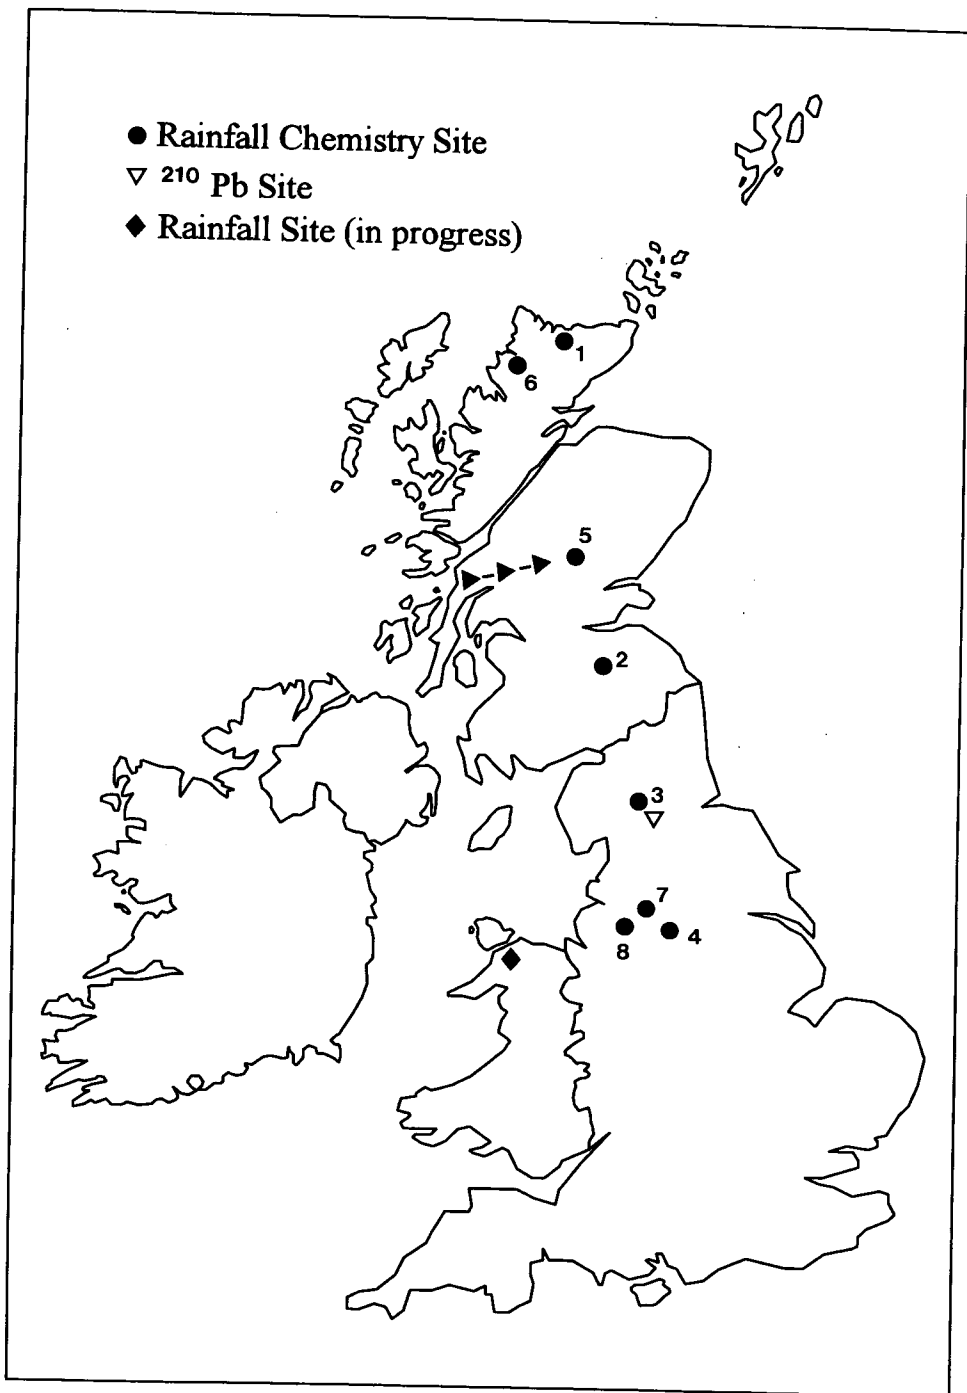 ● Rainfall Chemistry Site
▽ ²¹⁰ Pb Site
◆ Rainfall Site (in progress)
1
6
5
2
3
7
8
4